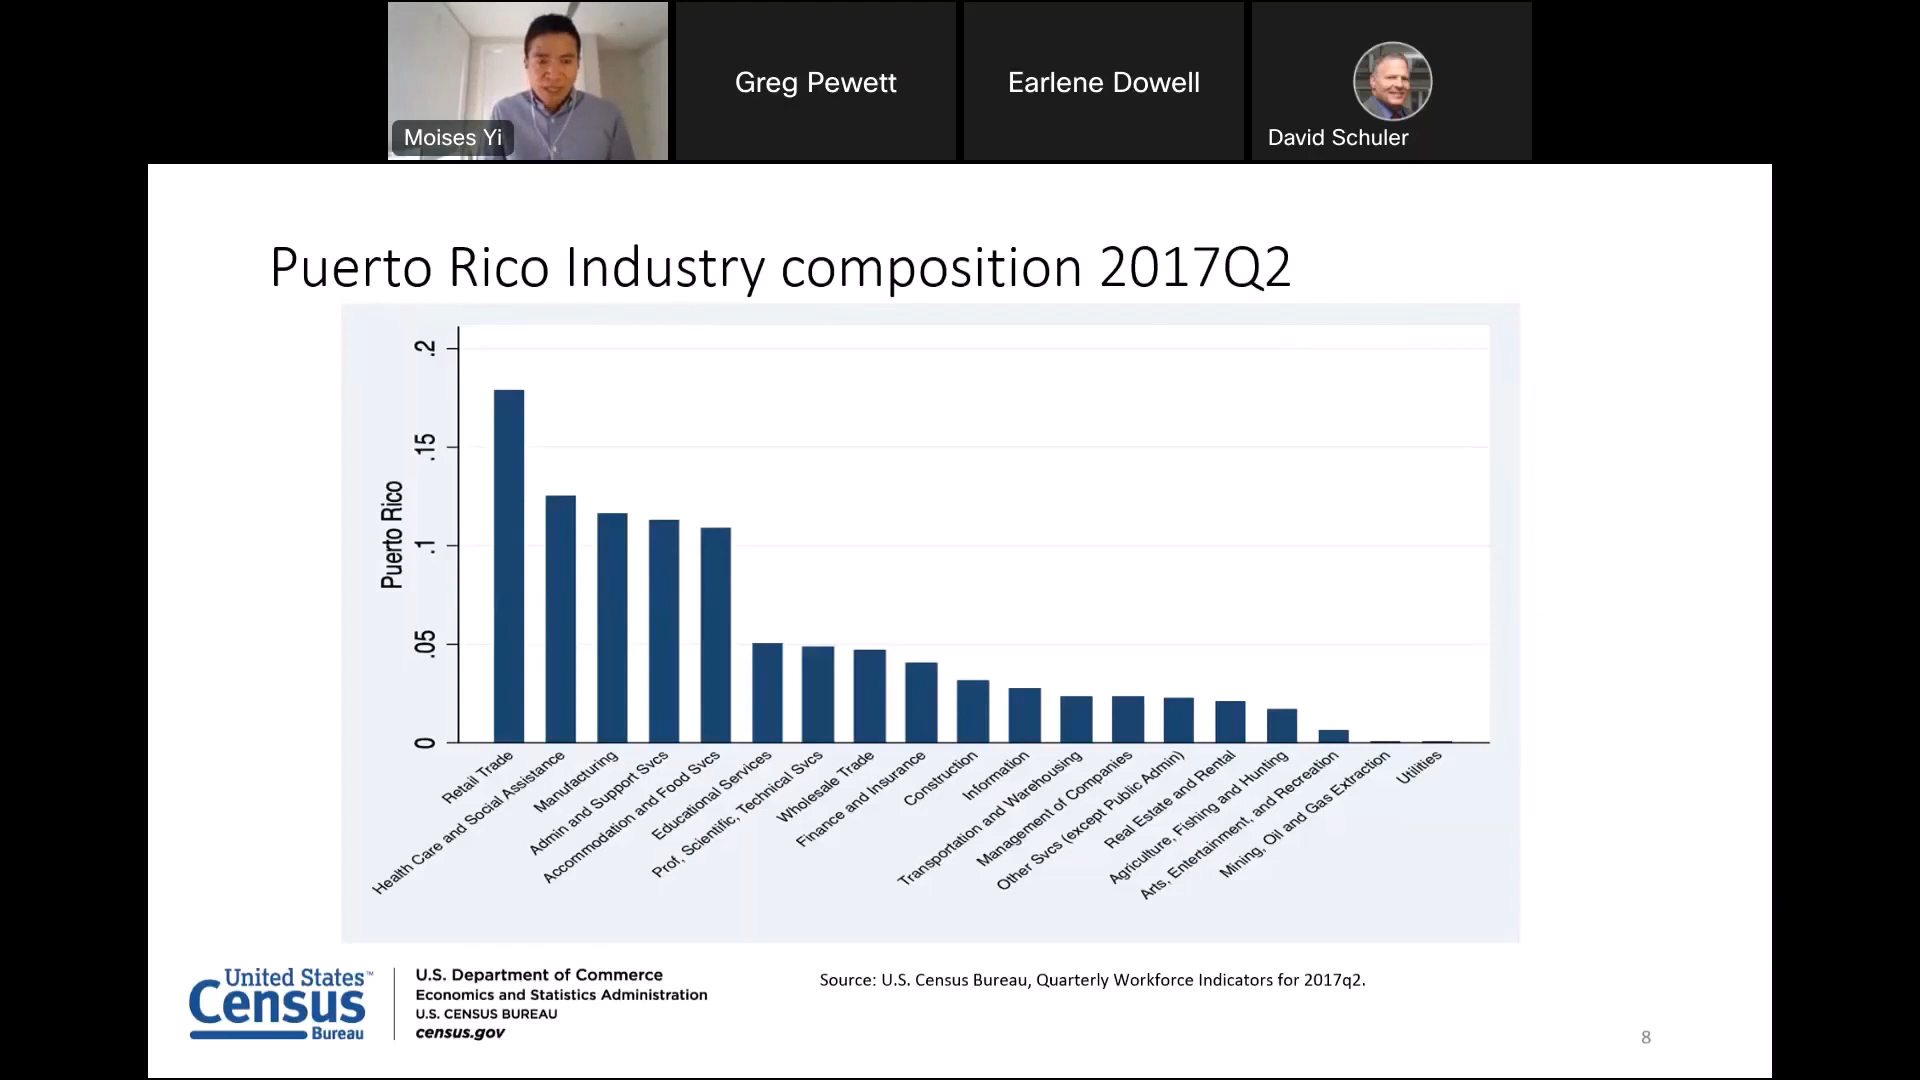 Moises Yi
Greg Pewett
Earlene Dowell
David Schuler
Puerto Rico Industry composition 2017Q2
Puerto Rico
.2
.15
.1
.05
0
Retail Trade
Health Care and Social Assistance
Manufacturing
Admin and Support Svcs
Accommodation and Food Svcs
Educational Services
Prof, Scientific, Technical Svcs
Wholesale Trade
Finance and Insurance
Construction
Information
Transportation and Warehousing
Management of Companies
Other Svcs (except Public Admin)
Real Estate and Rental
Agriculture, Fishing and Hunting
Arts, Entertainment, and Recreation
Mining, Oil and Gas Extraction
Utilities
United States™
Census
Bureau
U.S. Department of Commerce
Economics and Statistics Administration
U.S. CENSUS BUREAU
census.gov
Source: U.S. Census Bureau, Quarterly Workforce Indicators for 2017q2.
8